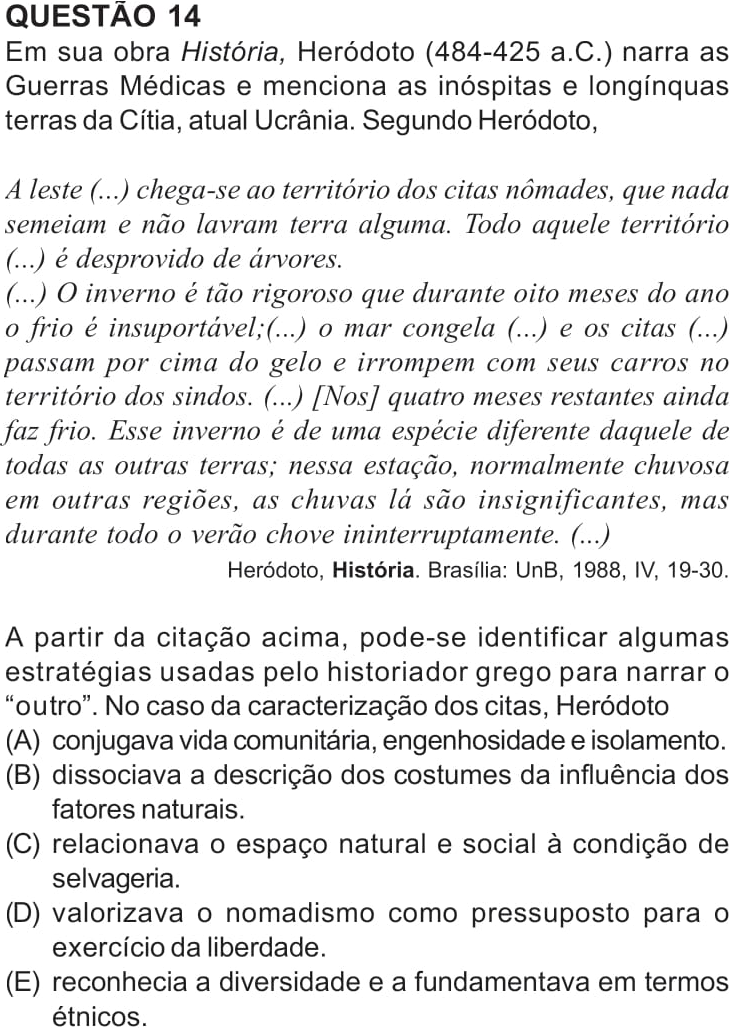 QUESTÃO 14
Em sua obra História, Heródoto (484-425 a.C.) narra as
Guerras Médicas e menciona as inóspitas e longínquas
terras da Cítia, atual Ucrânia. Segundo Heródoto,
A leste (...) chega-se ao território dos citas nômades, que nada
semeiam e não lavram terra alguma. Todo aquele território
(...) é desprovido de árvores.
(...) O inverno é tão rigoroso que durante oito meses do ano
o frio é insuportável;(...) o mar congela (...) e os citas (...)
passam por cima do gelo e irrompem com seus carros no
território dos sindos. (...) [Nos] quatro meses restantes ainda
faz frio. Esse inverno é de uma espécie diferente daquele de
todas as outras terras; nessa estação, normalmente chuvosa
em outras regiões, as chuvas lá são insignificantes, mas
durante todo o verão chove ininterruptamente. (...)
Heródoto, História. Brasília: UnB, 1988, IV, 19-30.
A partir da citação acima, pode-se identificar algumas
estratégias usadas pelo historiador grego para narrar o
“outro”. No caso da caracterização dos citas, Heródoto
(A) conjugava vida comunitária, engenhosidade e isolamento.
(B) dissociava a descrição dos costumes da influência dos
fatores naturais.
(C) relacionava o espaço natural e social à condição de
selvageria.
(D) valorizava o nomadismo como pressuposto para o
exercício da liberdade.
(E) reconhecia a diversidade e a fundamentava em termos
étnicos.